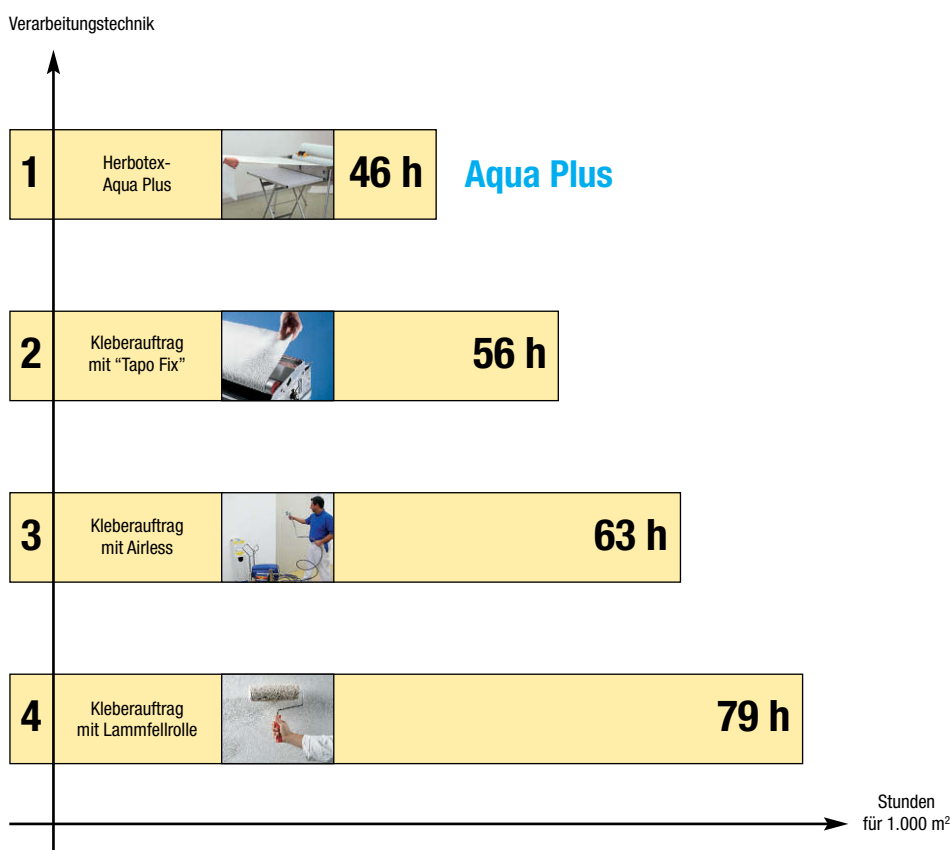 Verarbeitungstechnik
1
Herbotex-
Aqua Plus
46 h
Aqua Plus
2
Kleberauftrag
mit “Tapo Fix”
56 h
3
Kleberauftrag
mit Airless
63 h
4
Kleberauftrag
mit Lammfellrolle
79 h
Stunden
für 1.000 m²